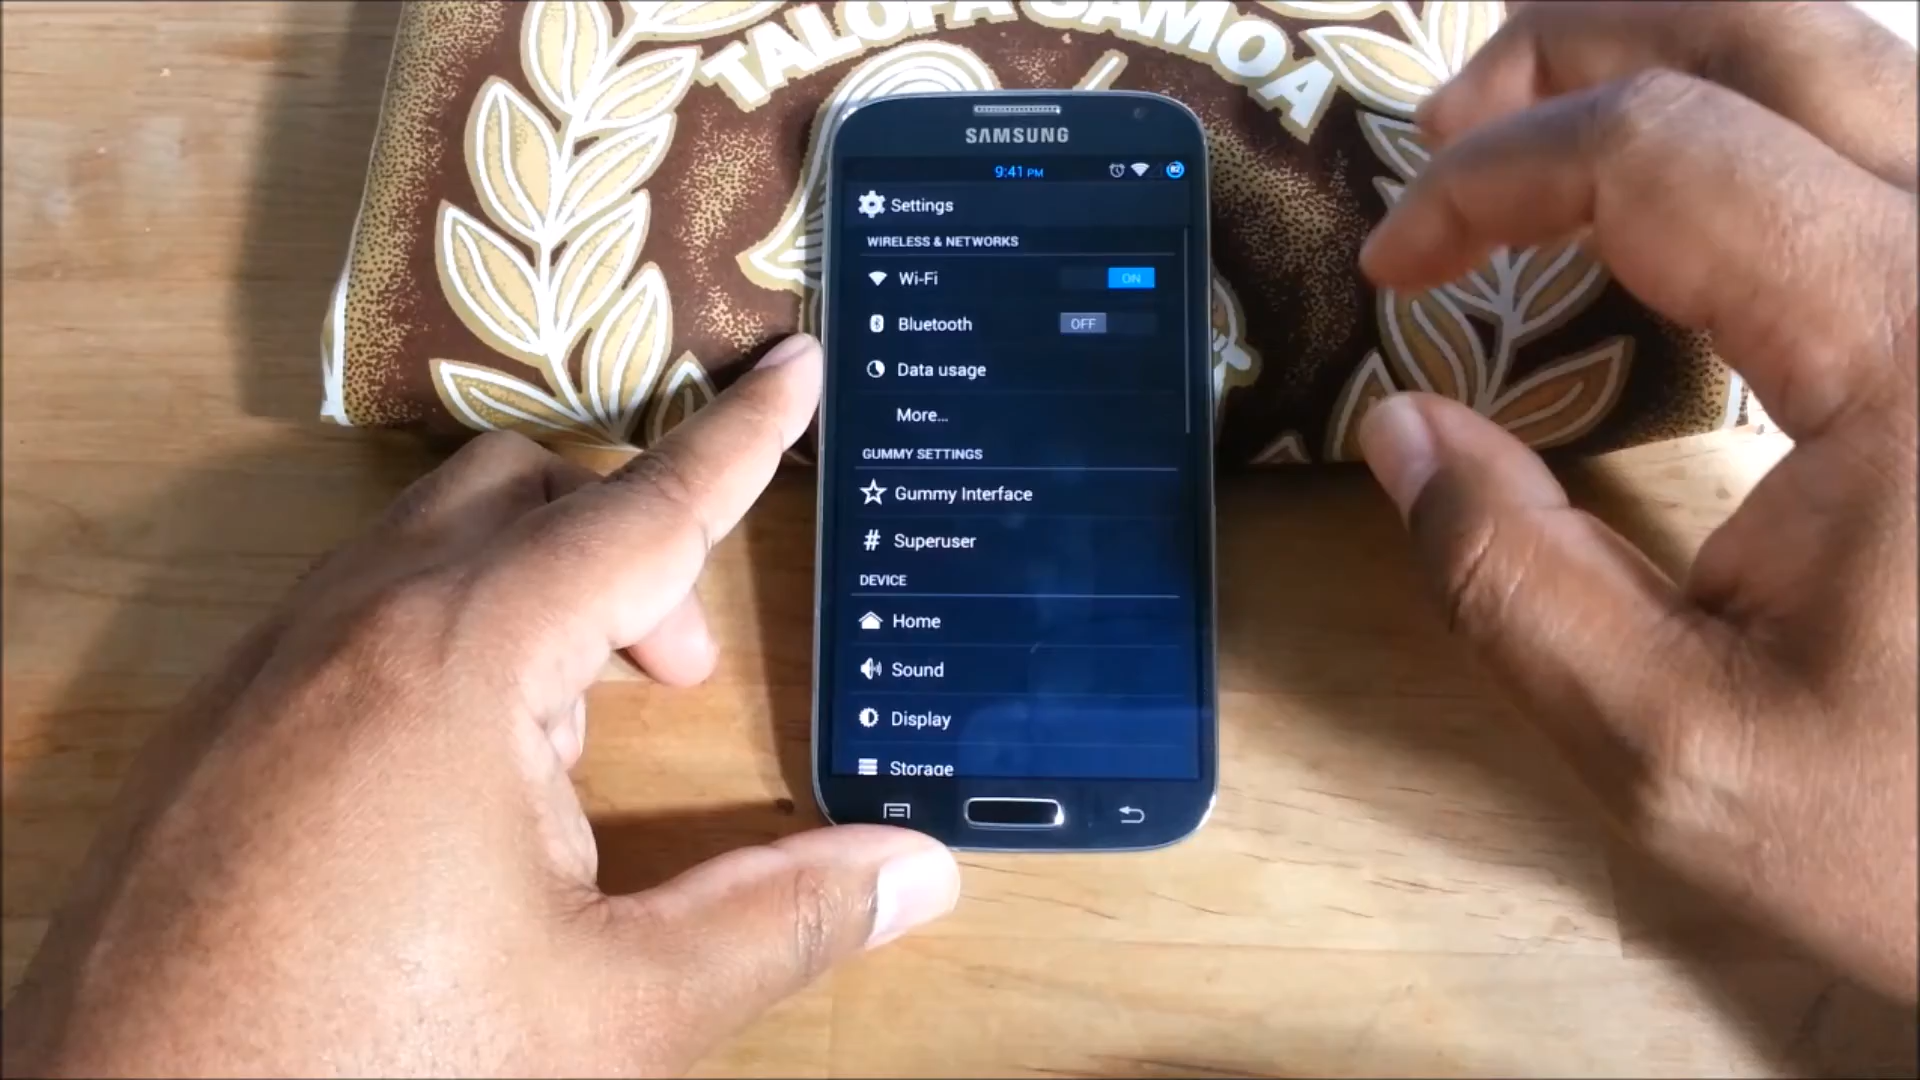 TALOFA SAMOA
SAMSUNG
9:41 PM
Settings
WIRELESS & NETWORKS
Wi-Fi ON
Bluetooth OFF
Data usage
More...
GUMMY SETTINGS
Gummy Interface
# Superuser
DEVICE
Home
Sound
Display
Storage